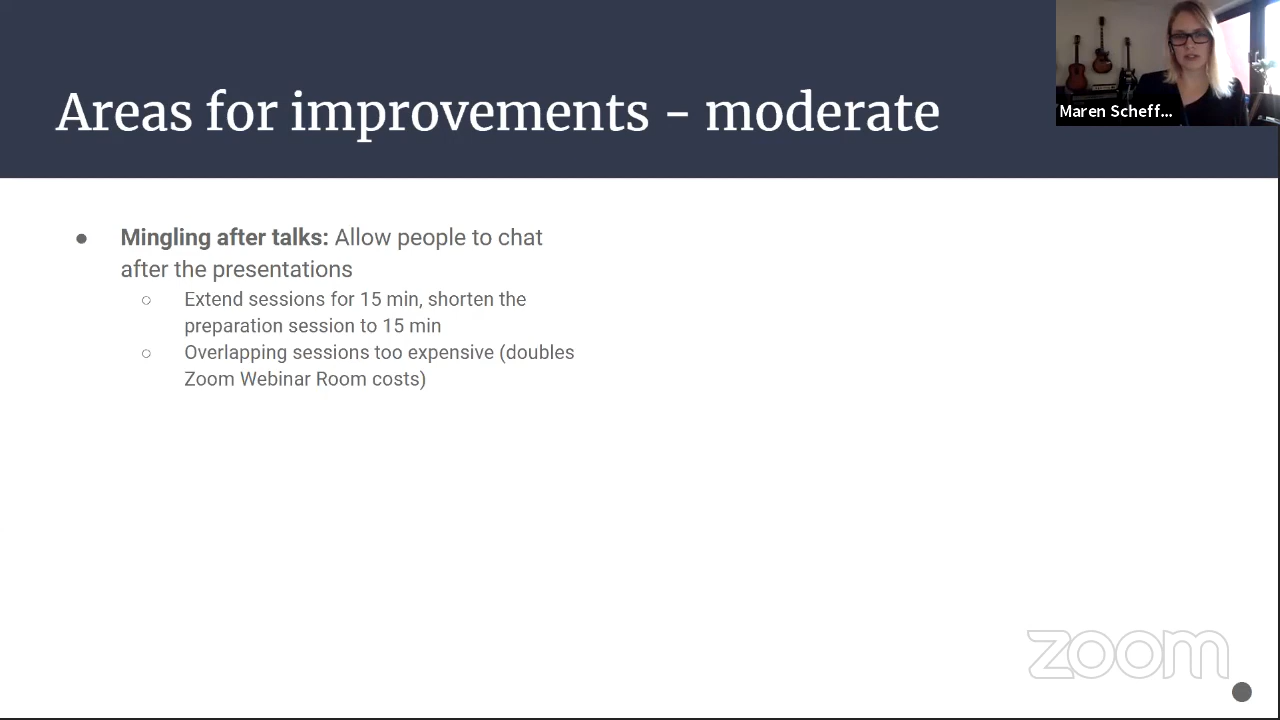 Areas for improvements - moderate
Maren Scheff...
● Mingling after talks: Allow people to chat
after the presentations
○ Extend sessions for 15 min, shorten the
preparation session to 15 min
○ Overlapping sessions too expensive (doubles
Zoom Webinar Room costs)
zoom